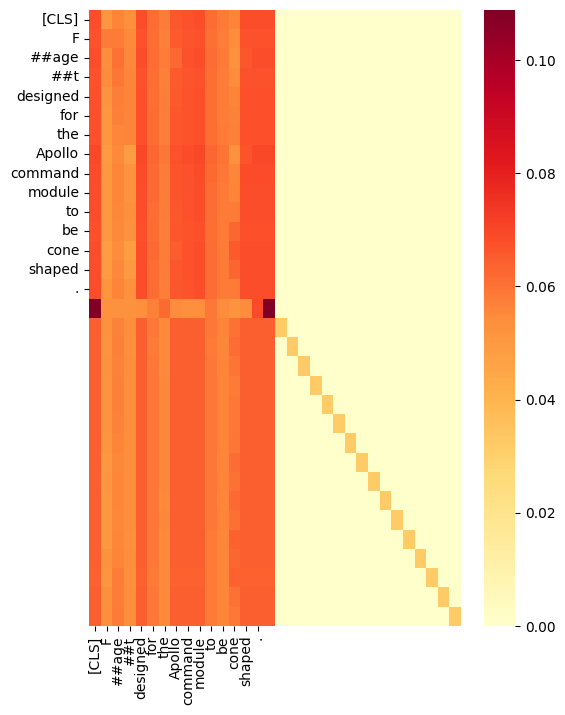 [CLS]
F
##age
##t
designed
for
the
Apollo
command
module
to
be
cone
shaped
.
0.10
0.08
0.06
0.04
0.02
0.00
[CLS]
F
##age
##t
designed
for
the
Apollo
command
module
to
be
cone
shaped
.